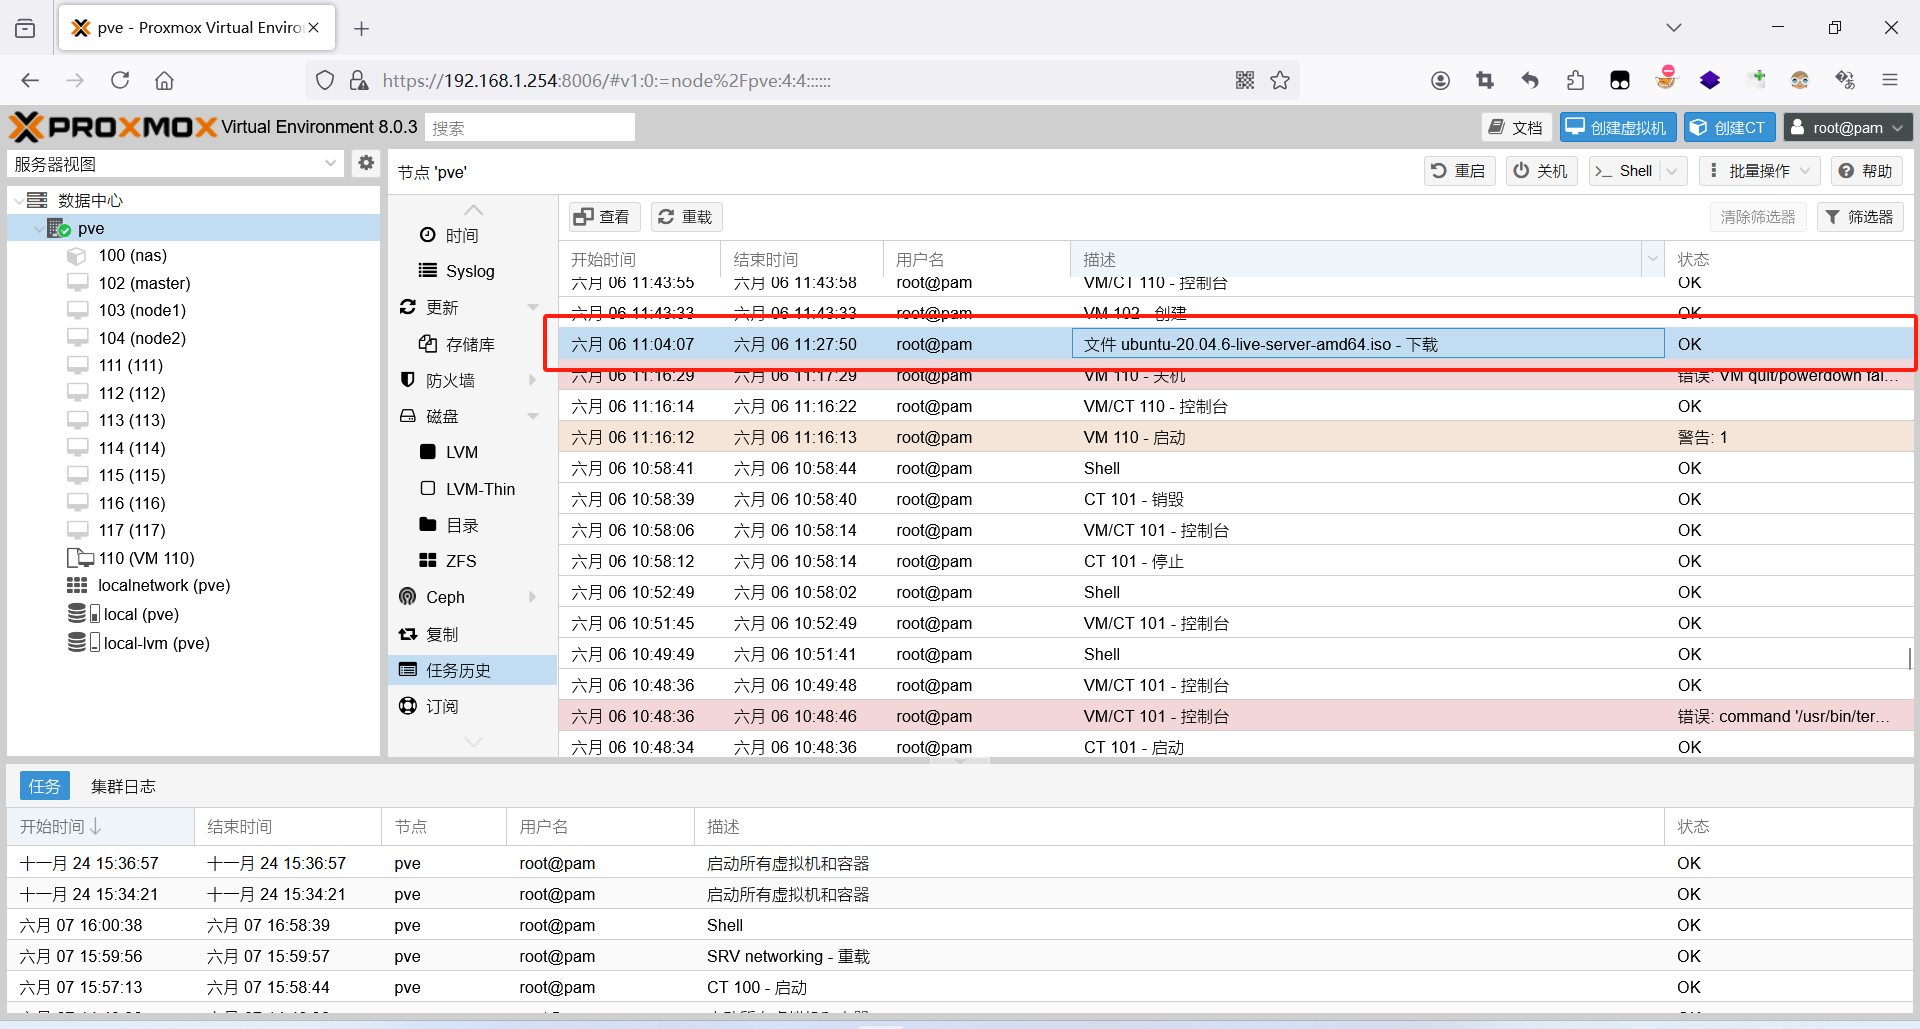 pve - Proxmox Virtual Enviro
https://192.168.1.254:8006/#v1:0:=node%2Fpve:4:4::::::
PROXMOX Virtual Environment 8.0.3 搜索 文档 创建虚拟机 创建CT root@pam
服务器视图
数据中心
pve
100 (nas)
102 (master)
103 (node1)
104 (node2)
111 (111)
112 (112)
113 (113)
114 (114)
115 (115)
116 (116)
117 (117)
110 (VM 110)
localnetwork (pve)
local (pve)
local-lvm (pve)
节点 'pve' 重启 关机 Shell 批量操作 帮助
时间
Syslog
更新
存储库
防火墙
磁盘
LVM
LVM-Thin
目录
ZFS
Ceph
复制
任务历史
订阅
查看 重载 清除筛选器 筛选器
开始时间 结束时间 用户名 描述 状态
六月 06 11:43:55 六月 06 11:43:58 root@pam VM/CT 110 - 控制台 OK
六月 06 11:43:33 六月 06 11:43:33 root@pam VM 102 - 创建 OK
六月 06 11:04:07 六月 06 11:27:50 root@pam 文件 ubuntu-20.04.6-live-server-amd64.iso - 下载 OK
六月 06 11:16:29 六月 06 11:17:29 root@pam VM 110 - 关机 错误: VM quit/powerdown fai...
六月 06 11:16:14 六月 06 11:16:22 root@pam VM/CT 110 - 控制台 OK
六月 06 11:16:12 六月 06 11:16:13 root@pam VM 110 - 启动 警告: 1
六月 06 10:58:41 六月 06 10:58:44 root@pam Shell OK
六月 06 10:58:39 六月 06 10:58:40 root@pam CT 101 - 销毁 OK
六月 06 10:58:06 六月 06 10:58:14 root@pam VM/CT 101 - 控制台 OK
六月 06 10:58:12 六月 06 10:58:14 root@pam CT 101 - 停止 OK
六月 06 10:52:49 六月 06 10:58:02 root@pam Shell OK
六月 06 10:51:45 六月 06 10:52:49 root@pam VM/CT 101 - 控制台 OK
六月 06 10:49:49 六月 06 10:51:41 root@pam Shell OK
六月 06 10:48:36 六月 06 10:49:48 root@pam VM/CT 101 - 控制台 OK
六月 06 10:48:36 六月 06 10:48:46 root@pam VM/CT 101 - 控制台 错误: command '/usr/bin/ter...
六月 06 10:48:34 六月 06 10:48:36 root@pam CT 101 - 启动 OK
任务 集群日志
开始时间 结束时间 节点 用户名 描述 状态
十一月 24 15:36:57 十一月 24 15:36:57 pve root@pam 启动所有虚拟机和容器 OK
十一月 24 15:34:21 十一月 24 15:34:21 pve root@pam 启动所有虚拟机和容器 OK
六月 07 16:00:38 六月 07 16:58:39 pve root@pam Shell OK
六月 07 15:59:56 六月 07 15:59:57 pve root@pam SRV networking - 重载 OK
六月 07 15:57:13 六月 07 15:58:44 pve root@pam CT 100 - 启动 OK